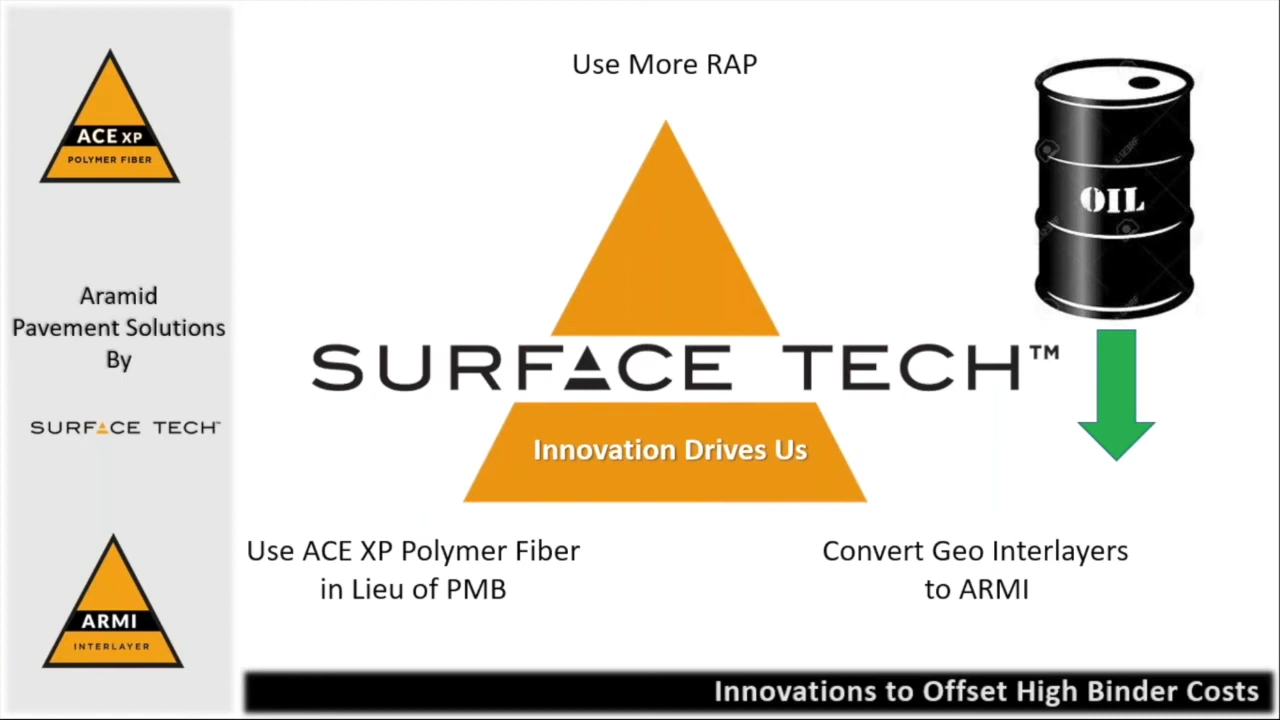 ACE XP
POLYMER FIBER
Aramid
Pavement Solutions
By
SURFACE TECH™
ARMI
INTERLAYER
Use More RAP
OIL
SURFACE TECH™
Innovation Drives Us
Use ACE XP Polymer Fiber
in Lieu of PMB
Convert Geo Interlayers
to ARMI
Innovations to Offset High Binder Costs